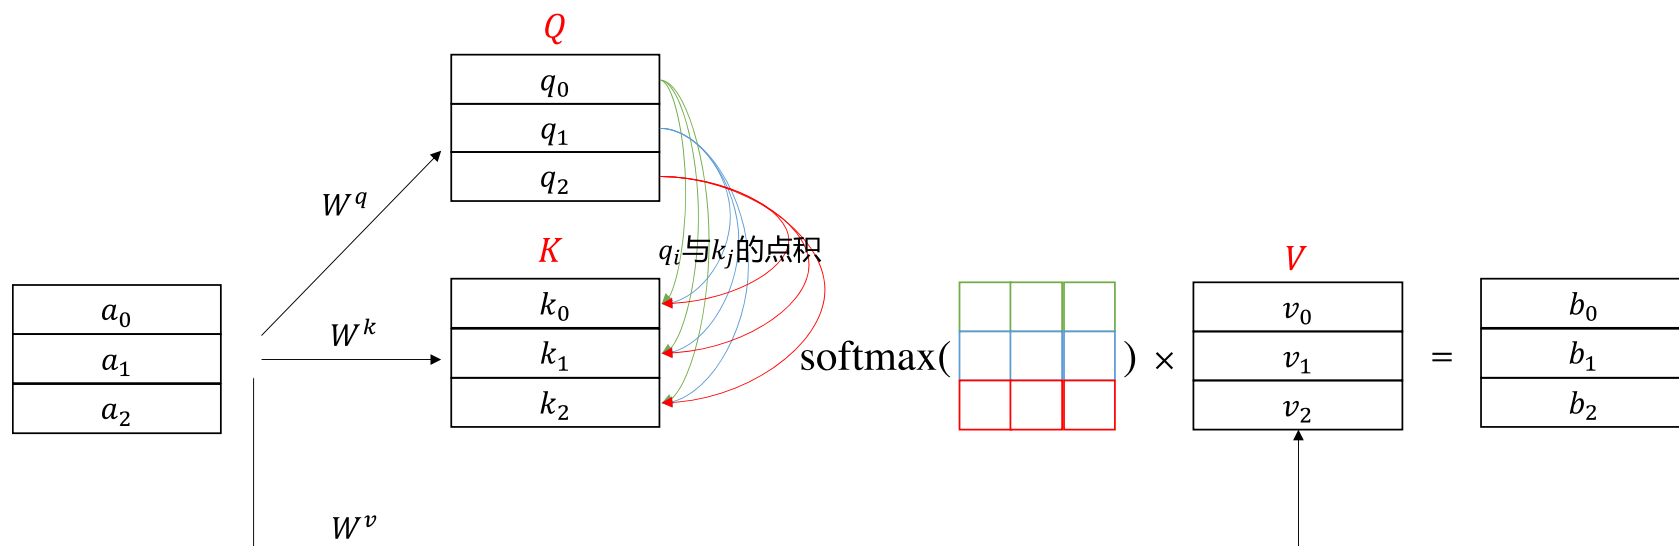 Q
q₀
q₁
q₂
W^q
K
qᵢ与kⱼ的点积
k₀
k₁
k₂
W^k
a₀
a₁
a₂
softmax( ) ×
V
v₀
v₁
v₂
=
b₀
b₁
b₂
W^v